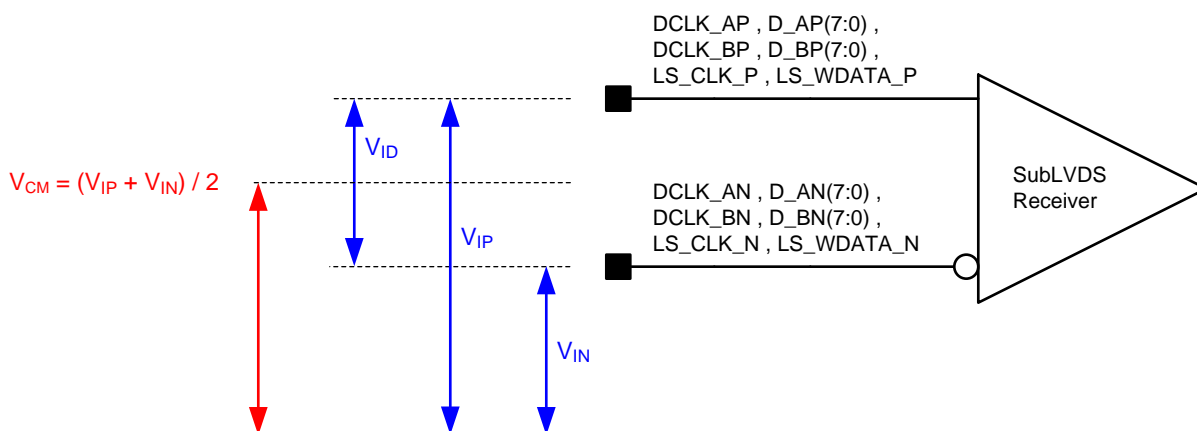 DCLK_AP , D_AP(7:0) ,
DCLK_BP , D_BP(7:0) ,
LS_CLK_P , LS_WDATA_P
VID
VCM = (VIP + VIN) / 2
SubLVDS
Receiver
DCLK_AN , D_AN(7:0) ,
DCLK_BN , D_BN(7:0) ,
LS_CLK_N , LS_WDATA_N
VIP
VIN